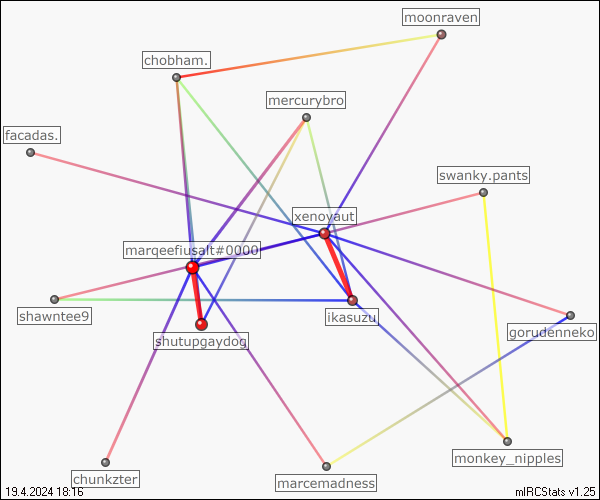 moonraven
chobham.
mercurybro
facadas.
swanky.pants
xenoyaut
marqeefiusalt#0000
shawntee9
ikasuzu
gorudenneko
shutupgaydog
monkey_nipples
chunkzter
marcemadness
19.4.2024 18:16
mIRCStats v1.25